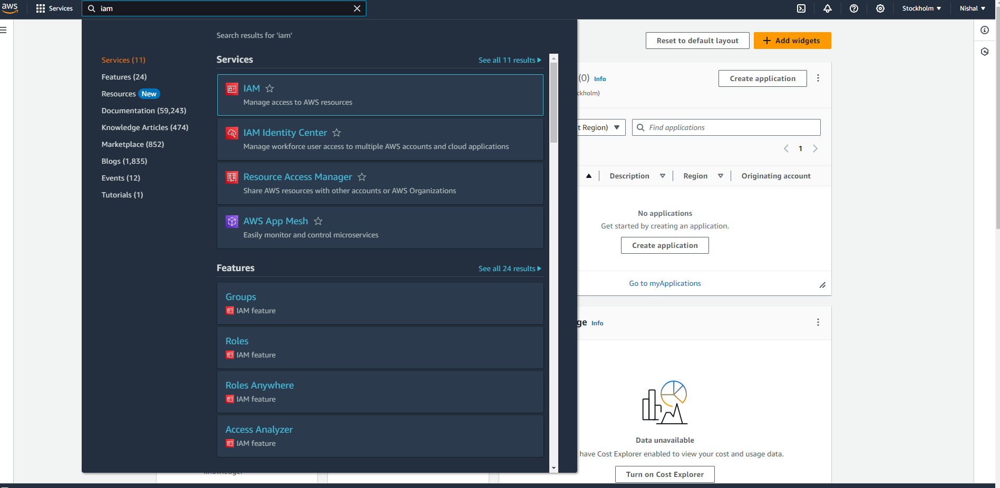 aws
Services
iam
Stockholm
Nishal
Search results for 'iam'
Services (11)
Features (24)
Resources New
Documentation (59,243)
Knowledge Articles (474)
Marketplace (852)
Blogs (1,835)
Events (12)
Tutorials (1)
Services
See all 11 results
IAM
Manage access to AWS resources
IAM Identity Center
Manage workforce user access to multiple AWS accounts and cloud applications
Resource Access Manager
Share AWS resources with other accounts or AWS Organizations
AWS App Mesh
Easily monitor and control microservices
Features
See all 24 results
Groups
IAM feature
Roles
IAM feature
Roles Anywhere
IAM feature
Access Analyzer
IAM feature
Reset to default layout
Add widgets
(0) Info
ckholm)
Create application
t Region)
Find applications
1
Description
Region
Originating account
No applications
Get started by creating an application.
Create application
Go to myApplications
ge Info
Data unavailable
have Cost Explorer enabled to view your cost and usage data.
Turn on Cost Explorer